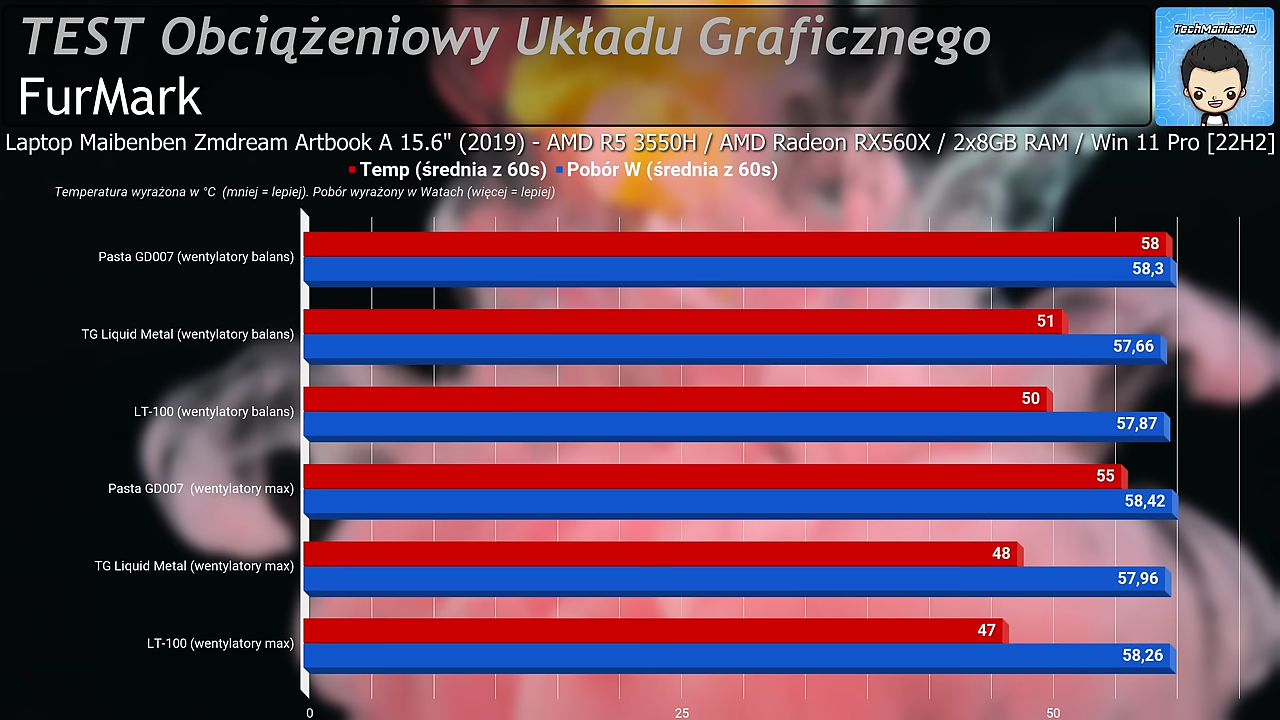 TEST Obciążeniowy Układu Graficznego
TechManiacHD
FurMark
Laptop Maibenben Zmdream Artbook A 15.6" (2019) - AMD R5 3550H / AMD Radeon RX560X / 2x8GB RAM / Win 11 Pro [22H2]
Temp (średnia z 60s) Pobór W (średnia z 60s)
Temperatura wyrażona w °C (mniej = lepiej). Pobór wyrażony w Watach (więcej = lepiej)
Pasta GD007 (wentylatory balans)
58
58,3
TG Liquid Metal (wentylatory balans)
51
57,66
LT-100 (wentylatory balans)
50
57,87
Pasta GD007 (wentylatory max)
55
58,42
TG Liquid Metal (wentylatory max)
48
57,96
LT-100 (wentylatory max)
47
58,26
0 25 50